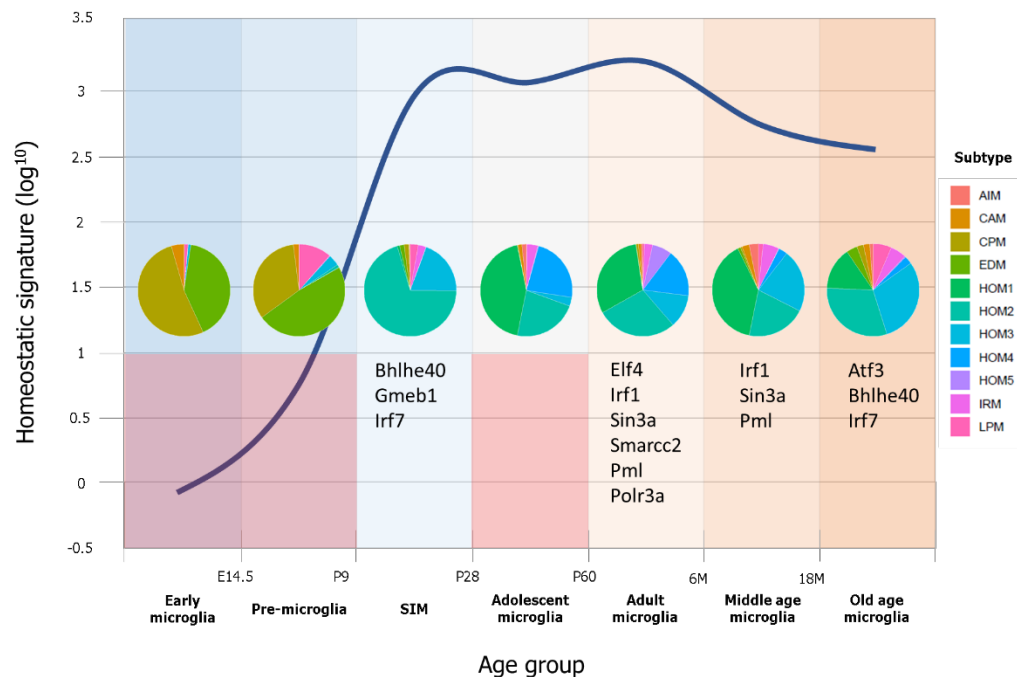 Homeostatic signature (log¹⁰)
3.5
3
2.5
2
1.5
1
0.5
0
-0.5
Bhlhe40
Gmeb1
Irf7
Elf4
Irf1
Sin3a
Smarcc2
Pml
Polr3a
Irf1
Sin3a
Pml
Atf3
Bhlhe40
Irf7
E14.5
P9
P28
P60
6M
18M
Early
microglia
Pre-microglia
SIM
Adolescent
microglia
Adult
microglia
Middle age
microglia
Old age
microglia
Age group
Subtype
AIM
CAM
CPM
EDM
HOM1
HOM2
HOM3
HOM4
HOM5
IRM
LPM